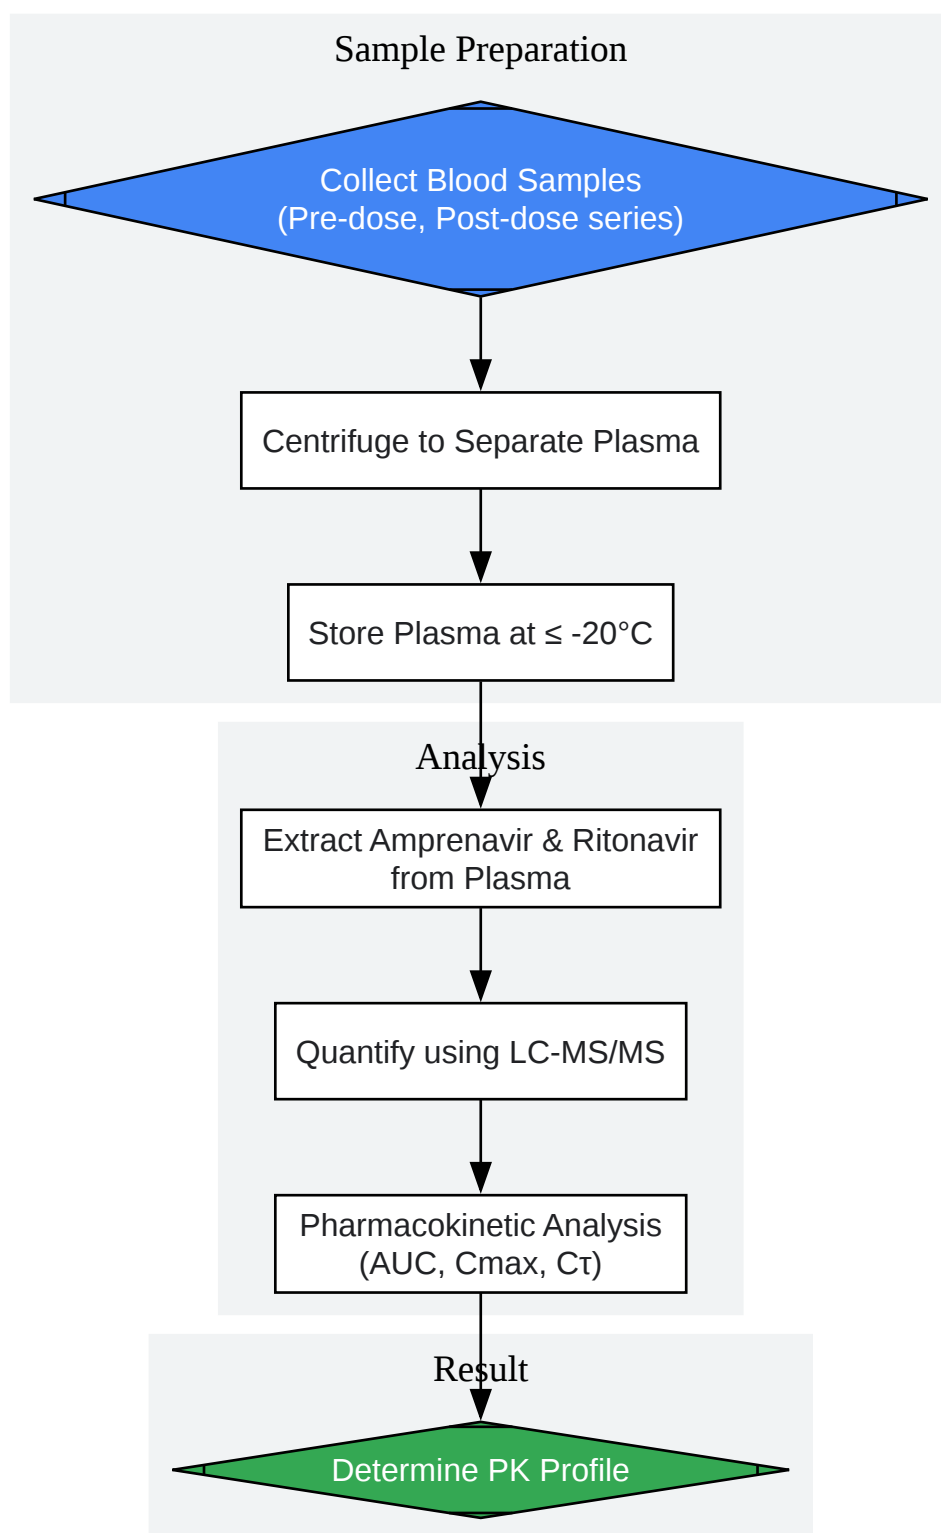 Sample Preparation
Collect Blood Samples
(Pre-dose, Post-dose series)
Centrifuge to Separate Plasma
Store Plasma at ≤ -20°C
Analysis
Extract Amprenavir & Ritonavir
from Plasma
Quantify using LC-MS/MS
Pharmacokinetic Analysis
(AUC, Cmax, Cτ)
Result
Determine PK Profile